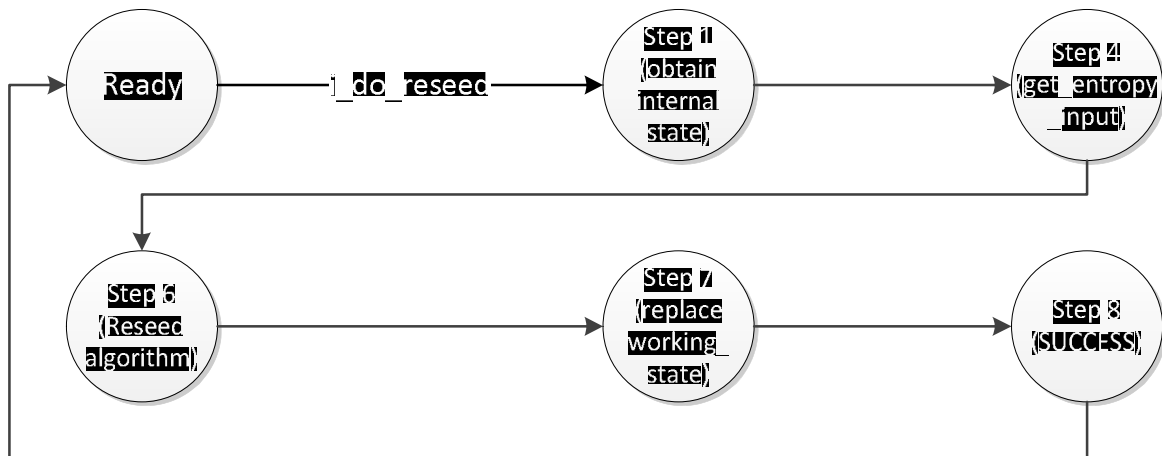 Ready
i_do_reseed
Step 1
(obtain
internal
state)
Step 4
(get_entropy
_input)
Step 6
(Reseed
algorithm)
Step 7
(replace
working_
state)
Step 8
(SUCCESS)